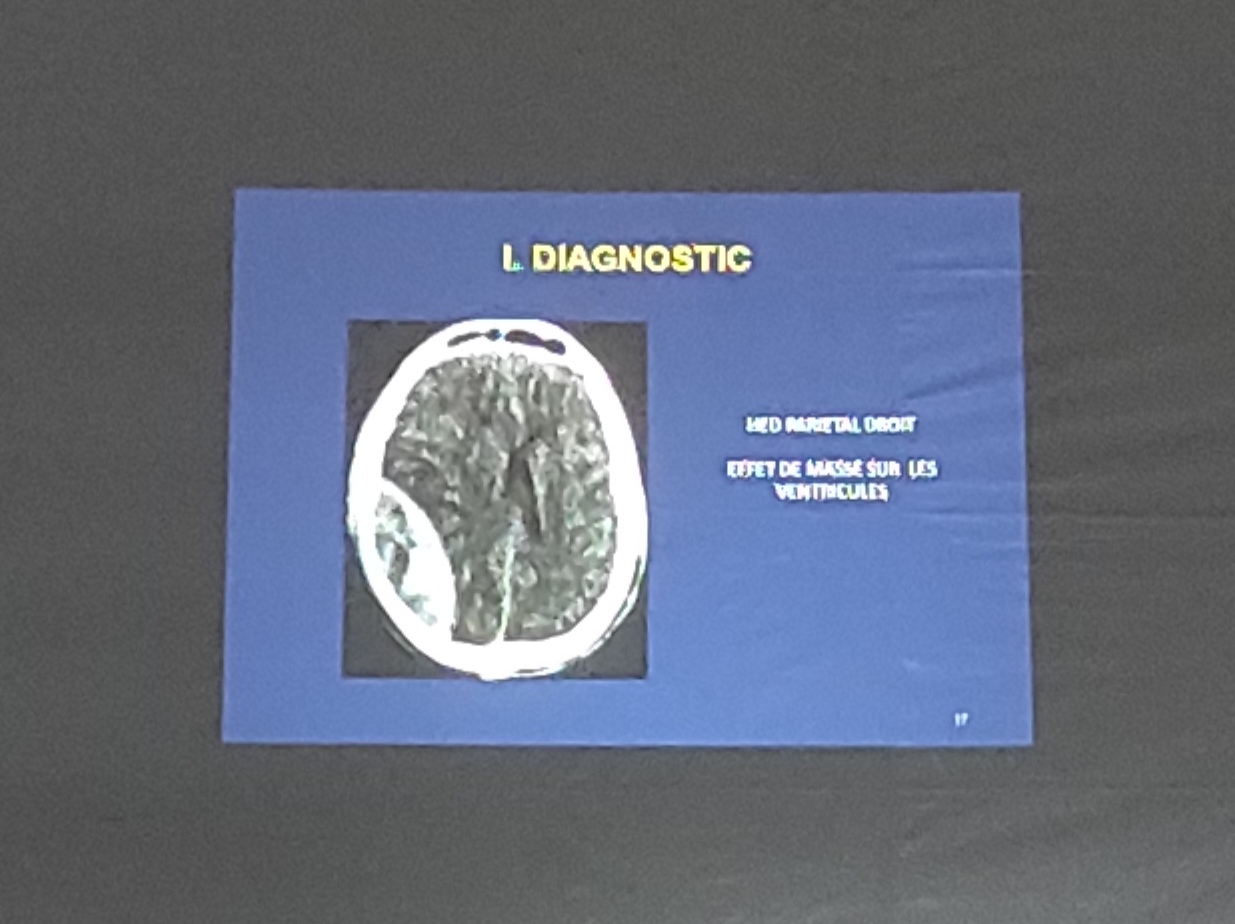 I. DIAGNOSTIC
HED PARIETAL DROIT
EFFET DE MASSE SUR LES
VENTRICULES
17